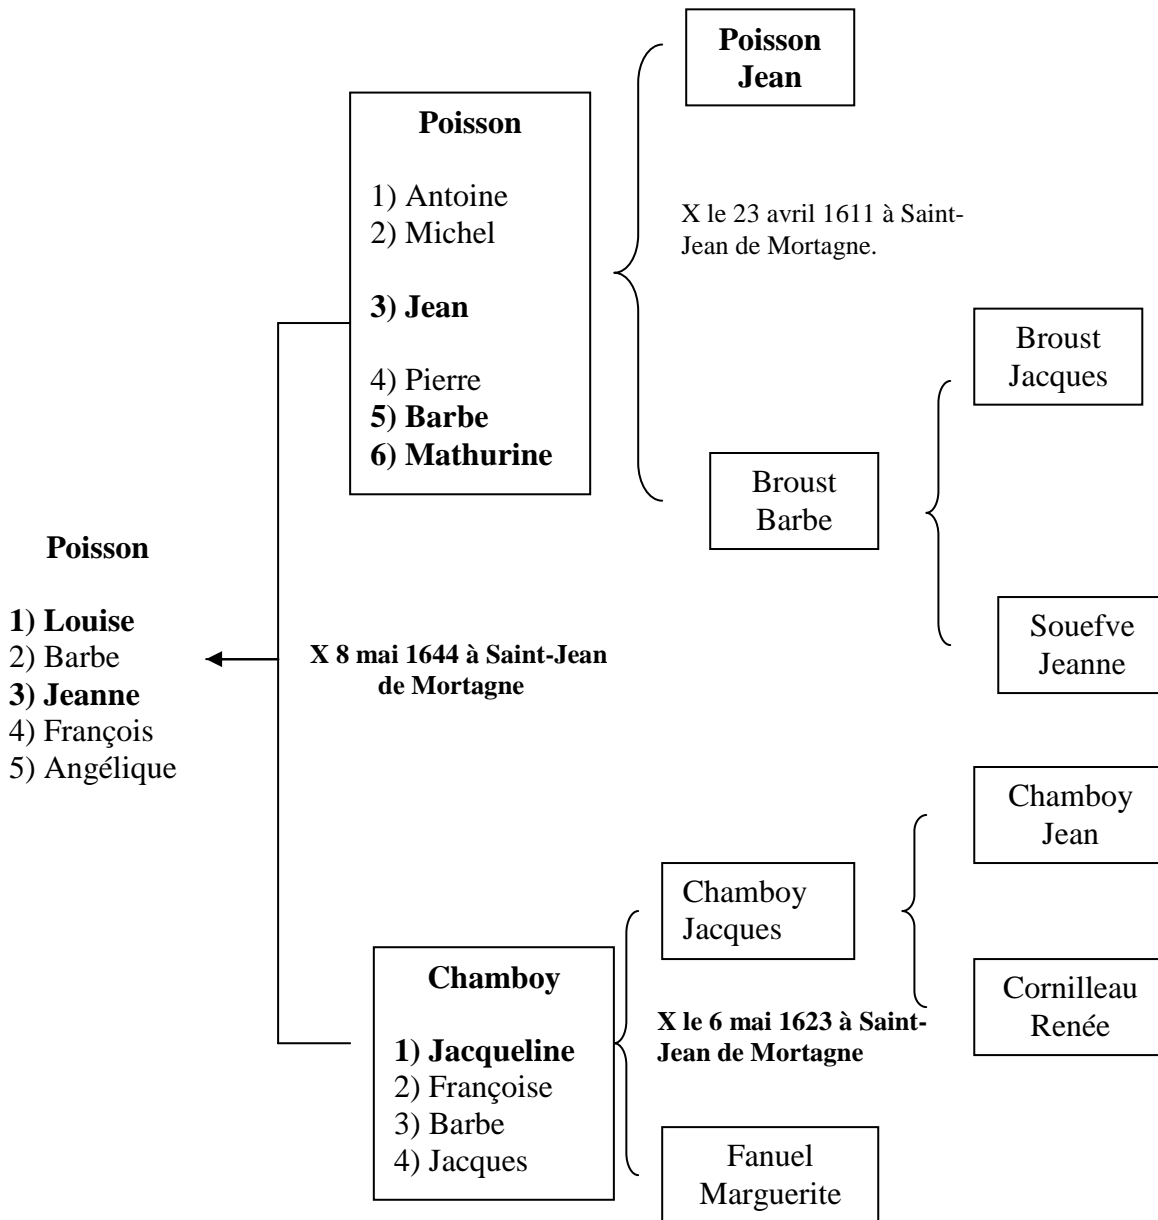 Poisson
Jean
Poisson
1) Antoine
2) Michel
3) Jean
4) Pierre
5) Barbe
6) Mathurine
X le 23 avril 1611 à Saint-
Jean de Mortagne.
Broust
Jacques
Broust
Barbe
Souefve
Jeanne
Poisson
1) Louise
2) Barbe
3) Jeanne
4) François
5) Angélique
X 8 mai 1644 à Saint-Jean
de Mortagne
Chamboy
Jean
Chamboy
Jacques
Cornilleau
Renée
Chamboy
1) Jacqueline
2) Françoise
3) Barbe
4) Jacques
X le 6 mai 1623 à Saint-
Jean de Mortagne
Fanuel
Marguerite